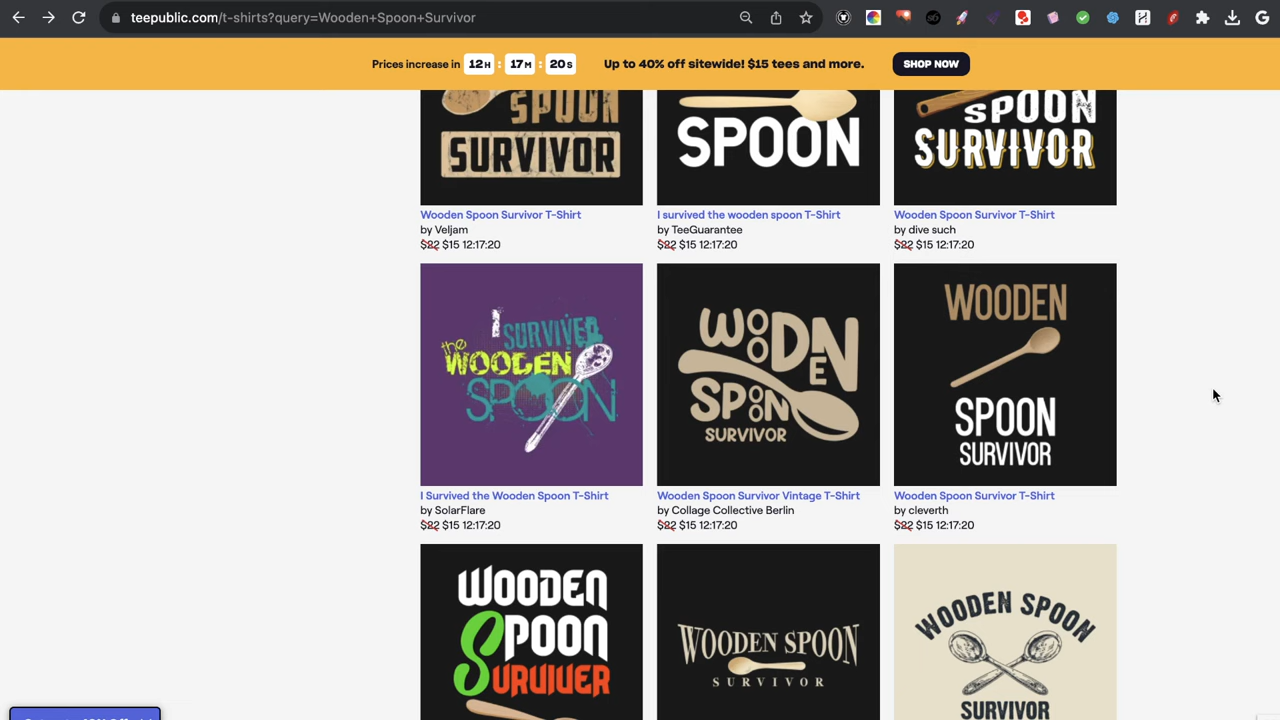 teepublic.com/t-shirts?query=Wooden+Spoon+Survivor
Prices increase in 12H : 17M : 20S Up to 40% off sitewide! $15 tees and more. SHOP NOW
SPOON
SURVIVOR
SPOON
SPOON
SURVIVOR
Wooden Spoon Survivor T-Shirt
by Veljam
$22 $15 12:17:20
I survived the wooden spoon T-Shirt
by TeeGuarantee
$22 $15 12:17:20
Wooden Spoon Survivor T-Shirt
by dive such
$22 $15 12:17:20
I SURVIVED
the
WOODEN
SPOON
WOODEN
SPOON
SURVIVOR
WOODEN
SPOON
SURVIVOR
I Survived the Wooden Spoon T-Shirt
by SolarFlare
$22 $15 12:17:20
Wooden Spoon Survivor Vintage T-Shirt
by Collage Collective Berlin
$22 $15 12:17:20
Wooden Spoon Survivor T-Shirt
by cleverth
$22 $15 12:17:20
WOODEN
SPOON
SURVIVER
WOODEN SPOON
SURVIVOR
WOODEN SPOON
SURVIVOR